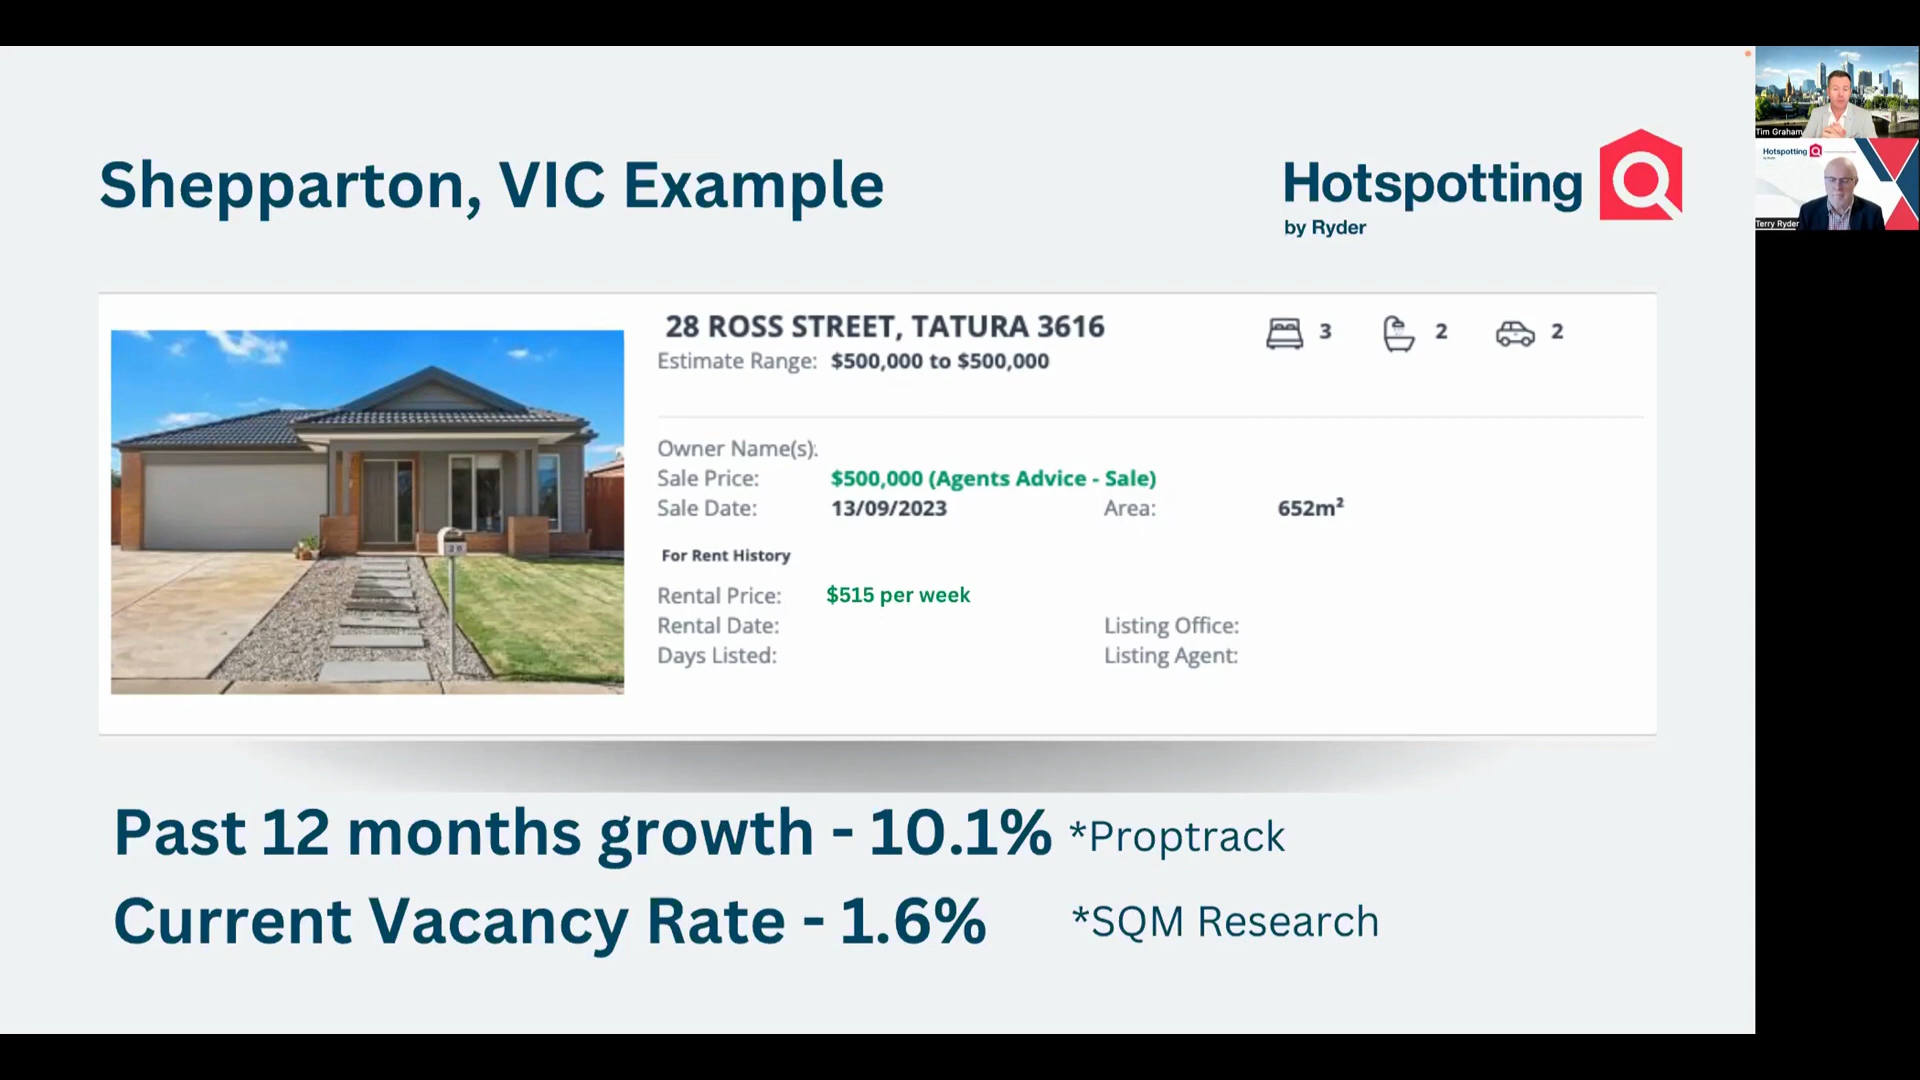 Shepparton, VIC Example
Hotspotting
by Ryder
28 ROSS STREET, TATURA 3616
3
2
2
Estimate Range: $500,000 to $500,000
Owner Name(s):
Sale Price: $500,000 (Agents Advice - Sale)
Sale Date: 13/09/2023 Area: 652m²
For Rent History
Rental Price: $515 per week
Rental Date: Listing Office:
Days Listed: Listing Agent:
28
Past 12 months growth - 10.1% *Proptrack
Current Vacancy Rate - 1.6% *SQM Research
Tim Graham
Hotspotting
Terry Ryder